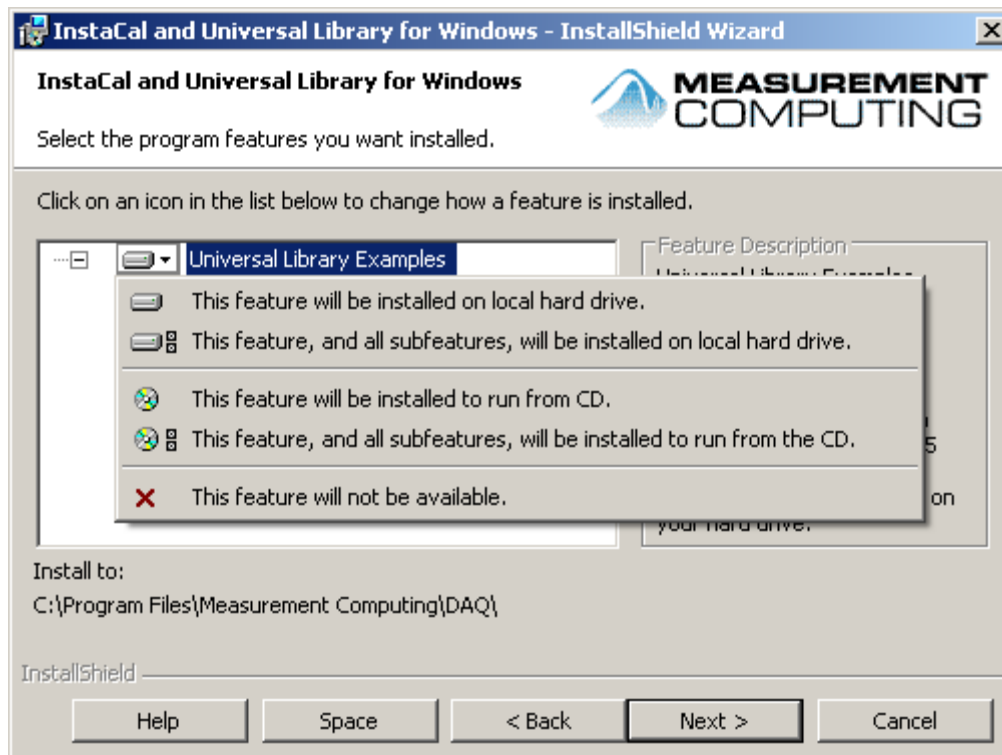 InstaCal and Universal Library for Windows - InstallShield Wizard
InstaCal and Universal Library for Windows
MEASUREMENT
COMPUTING
Select the program features you want installed.
Click on an icon in the list below to change how a feature is installed.
Universal Library Examples
Feature Description
This feature will be installed on local hard drive.
This feature, and all subfeatures, will be installed on local hard drive.
This feature will be installed to run from CD.
This feature, and all subfeatures, will be installed to run from the CD.
5
This feature will not be available.
on
your hard drive.
Install to:
C:\Program Files\Measurement Computing\DAQ\
InstallShield
Help
Space
< Back
Next >
Cancel